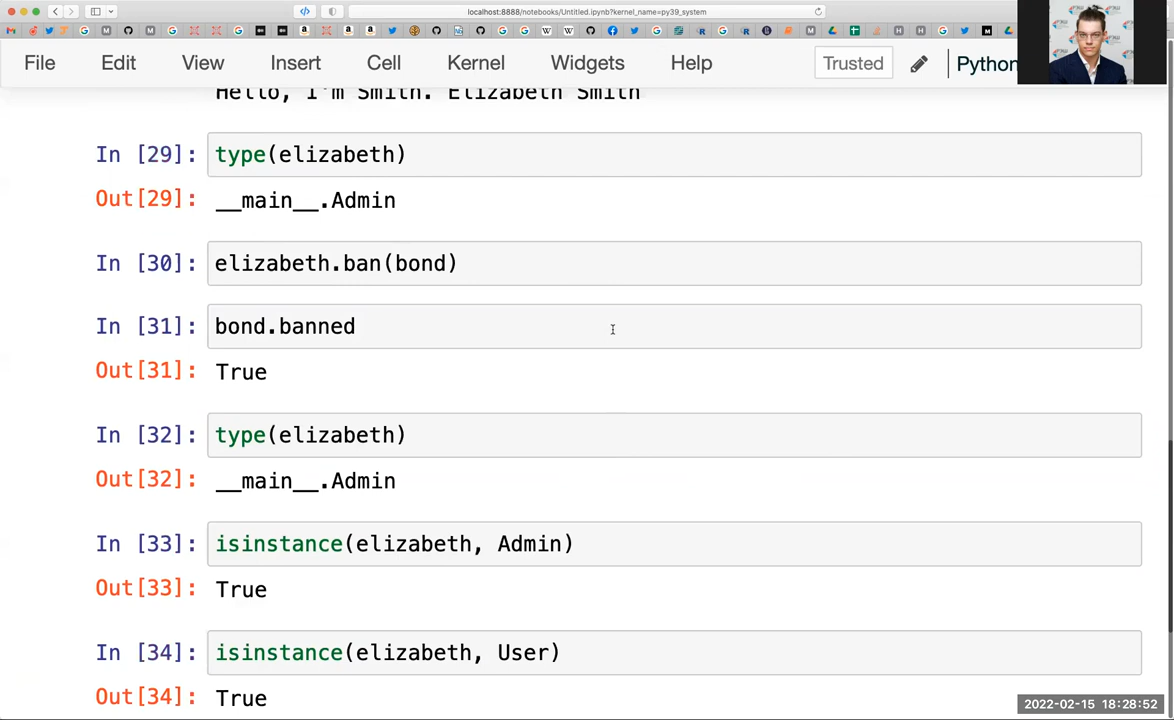 localhost:8888/notebooks/Untitled.ipynb?kernel_name=py39_system
File Edit View Insert Cell Kernel Widgets Help Trusted Python
Hello, I'm Smith. Elizabeth Smith
In [29]: type(elizabeth)
Out[29]: __main__.Admin
In [30]: elizabeth.ban(bond)
In [31]: bond.banned
Out[31]: True
In [32]: type(elizabeth)
Out[32]: __main__.Admin
In [33]: isinstance(elizabeth, Admin)
Out[33]: True
In [34]: isinstance(elizabeth, User)
Out[34]: True
2022-02-15 18:28:52